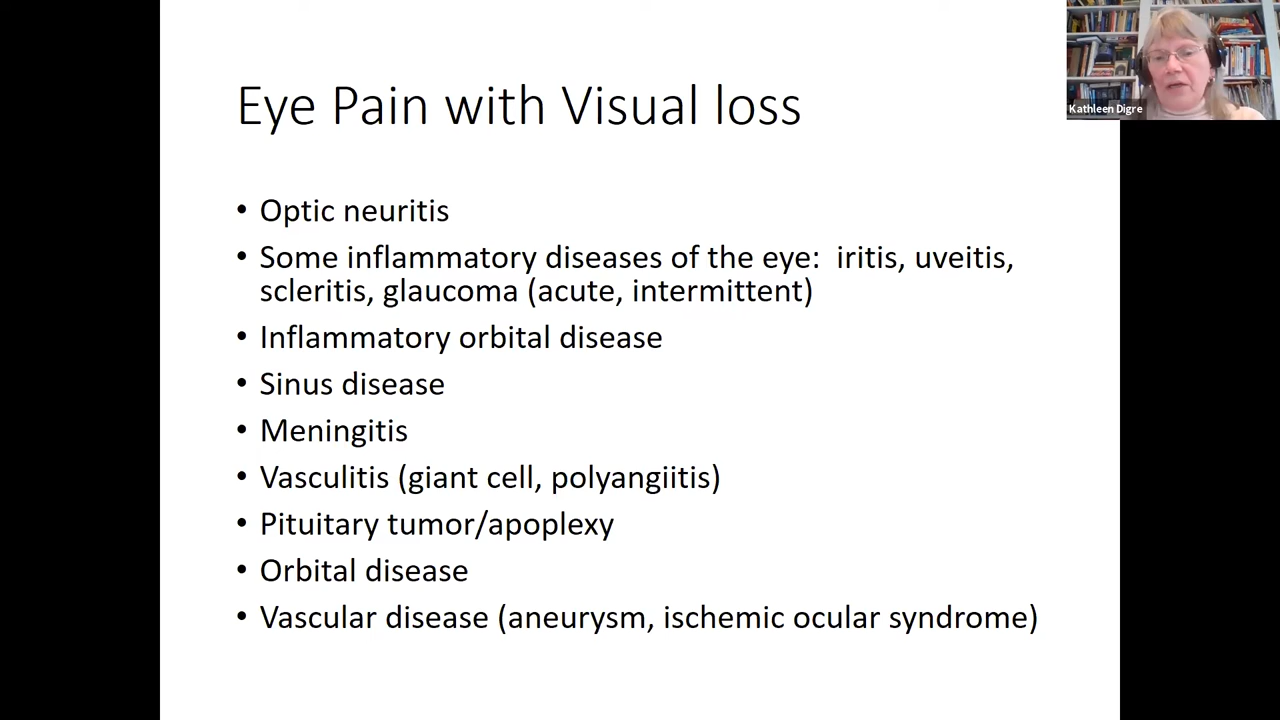 Eye Pain with Visual loss
Kathleen Digre
• Optic neuritis
• Some inflammatory diseases of the eye:  iritis, uveitis,
scleritis, glaucoma (acute, intermittent)
• Inflammatory orbital disease
• Sinus disease
• Meningitis
• Vasculitis (giant cell, polyangiitis)
• Pituitary tumor/apoplexy
• Orbital disease
• Vascular disease (aneurysm, ischemic ocular syndrome)